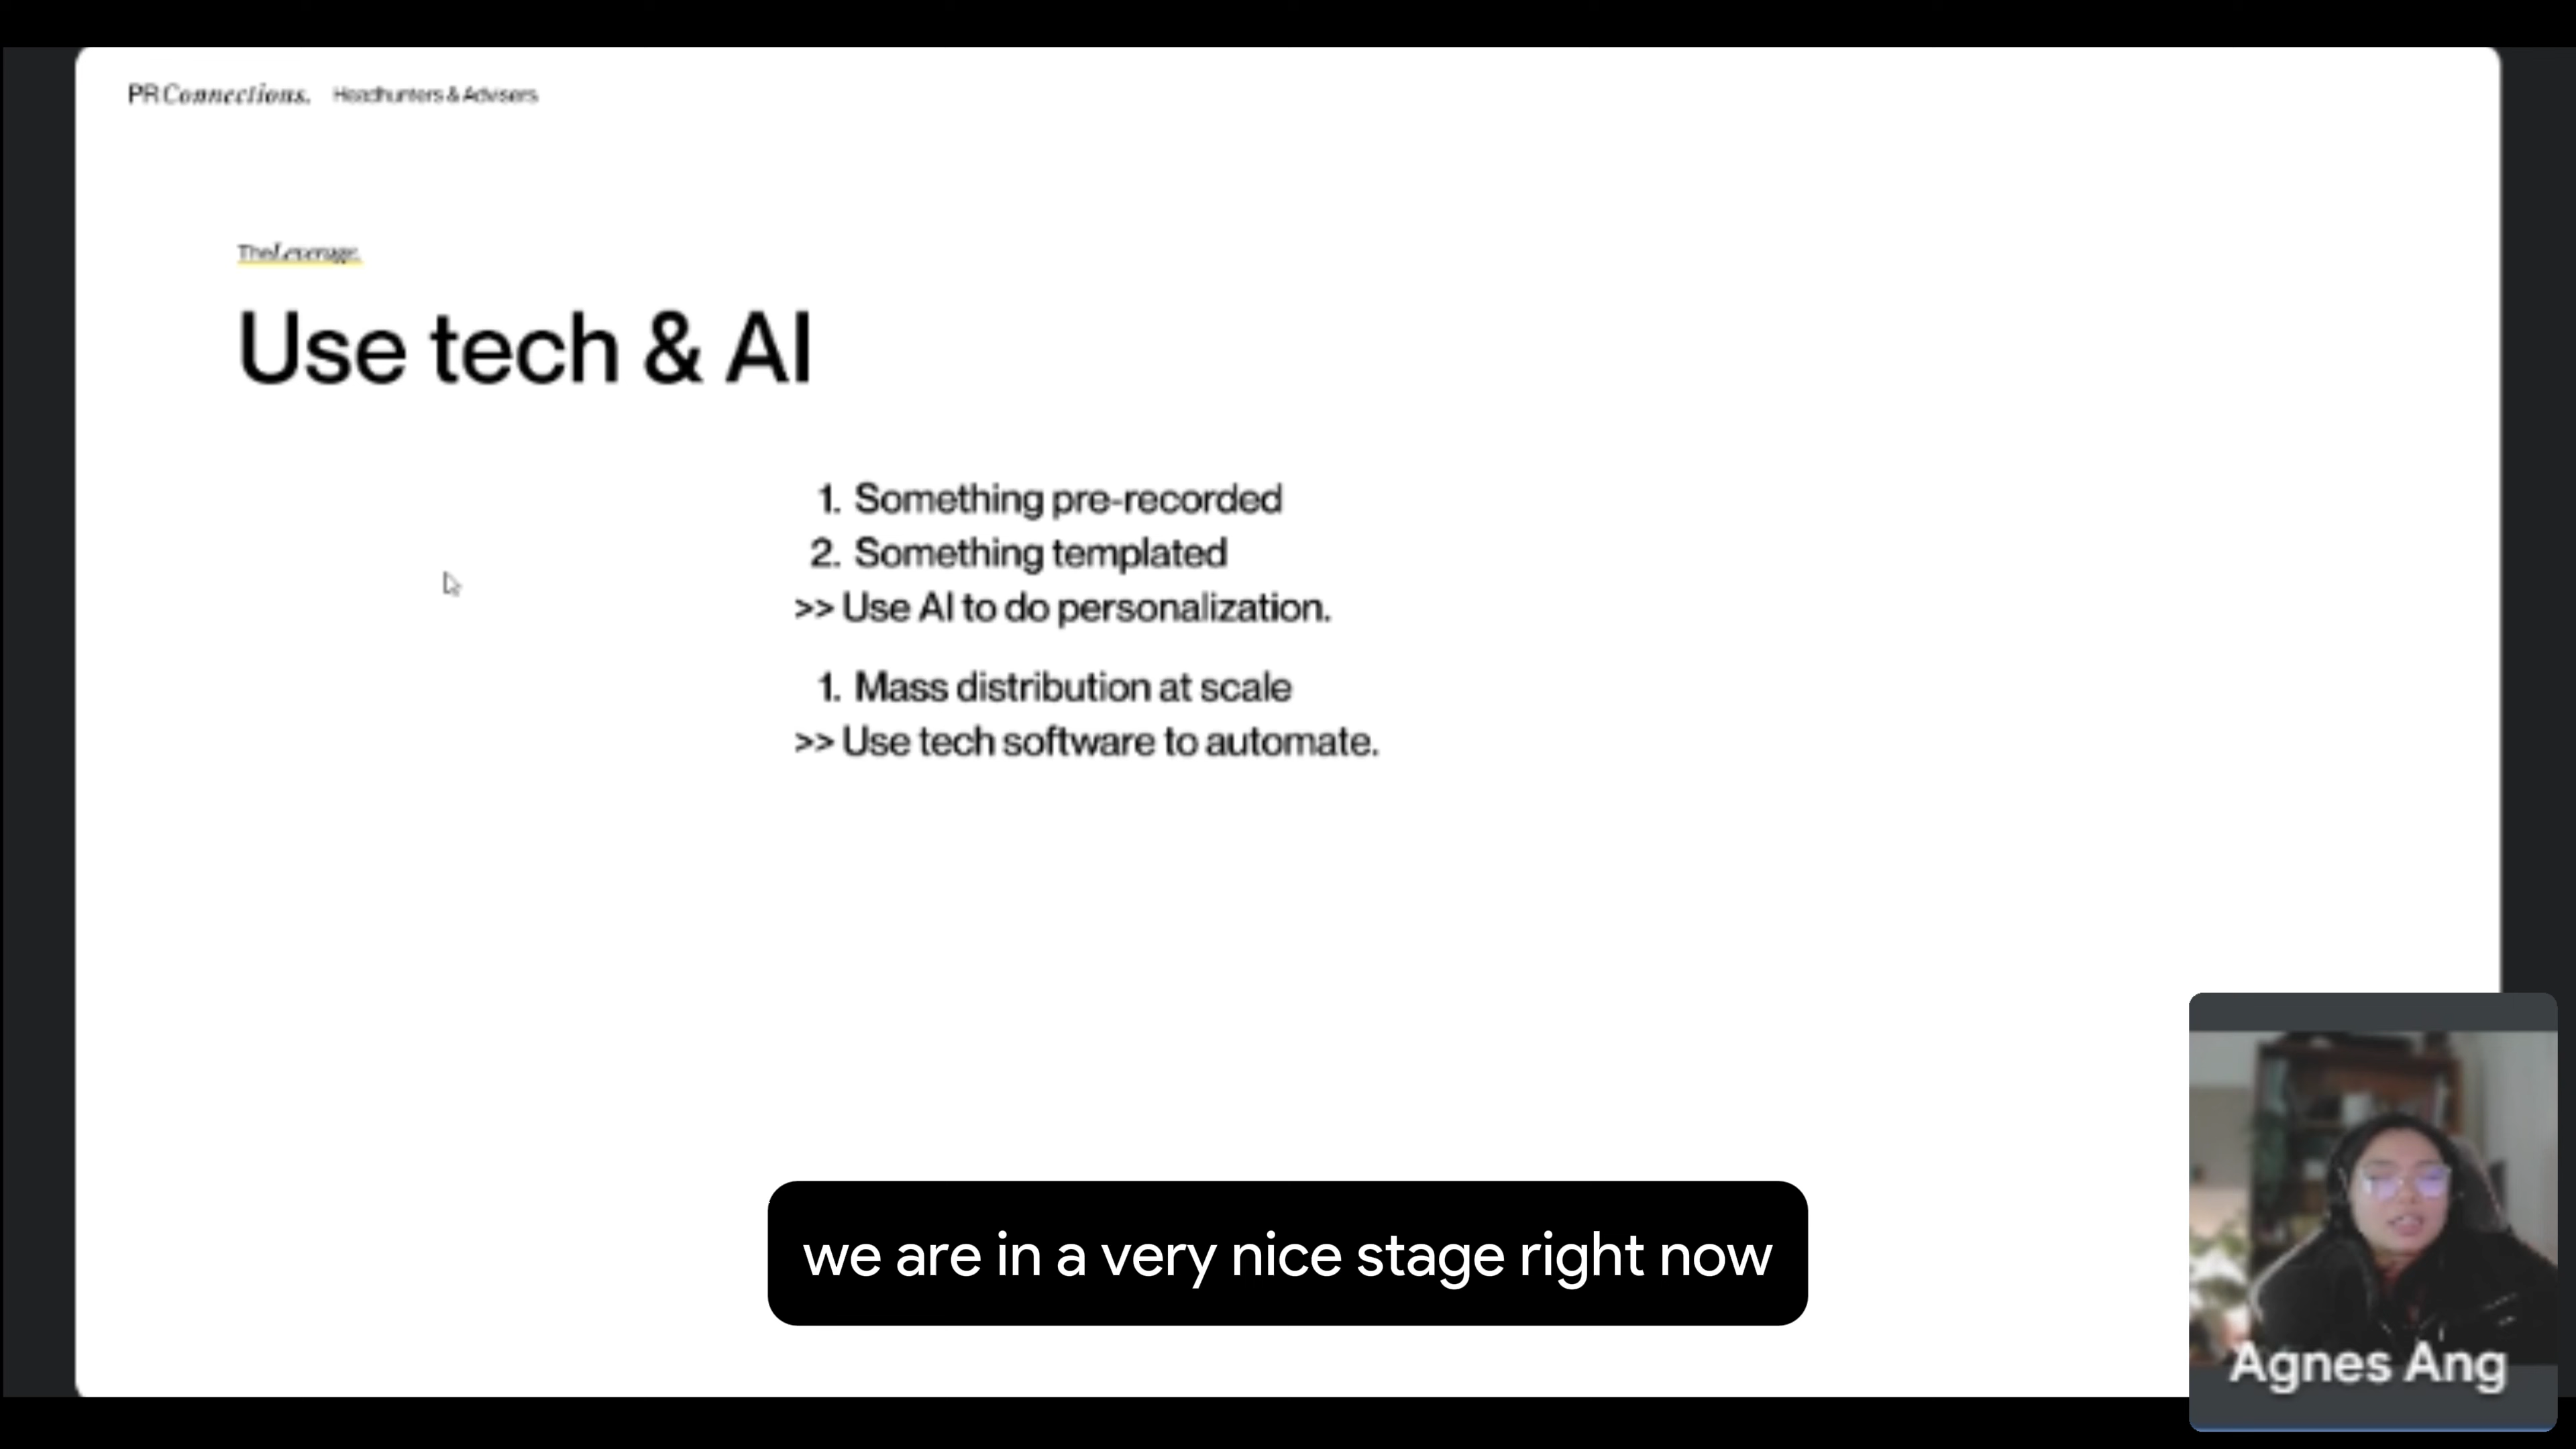 PR Connections. Headhunters & Advisers
The Leverage.
Use tech & AI
1. Something pre-recorded
2. Something templated
>> Use AI to do personalization.
1. Mass distribution at scale
>> Use tech software to automate.
we are in a very nice stage right now
Agnes Ang